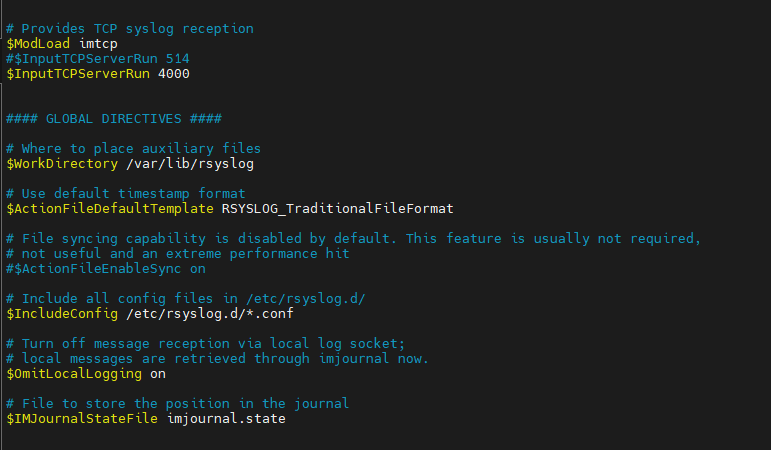 # Provides TCP syslog reception
$ModLoad imtcp
#$InputTCPServerRun 514
$InputTCPServerRun 4000
#### GLOBAL DIRECTIVES ####
# Where to place auxiliary files
$WorkDirectory /var/lib/rsyslog
# Use default timestamp format
$ActionFileDefaultTemplate RSYSLOG_TraditionalFileFormat
# File syncing capability is disabled by default. This feature is usually not required,
# not useful and an extreme performance hit
#$ActionFileEnableSync on
# Include all config files in /etc/rsyslog.d/
$IncludeConfig /etc/rsyslog.d/*.conf
# Turn off message reception via local log socket;
# local messages are retrieved through imjournal now.
$OmitLocalLogging on
# File to store the position in the journal
$IMJournalStateFile imjournal.state